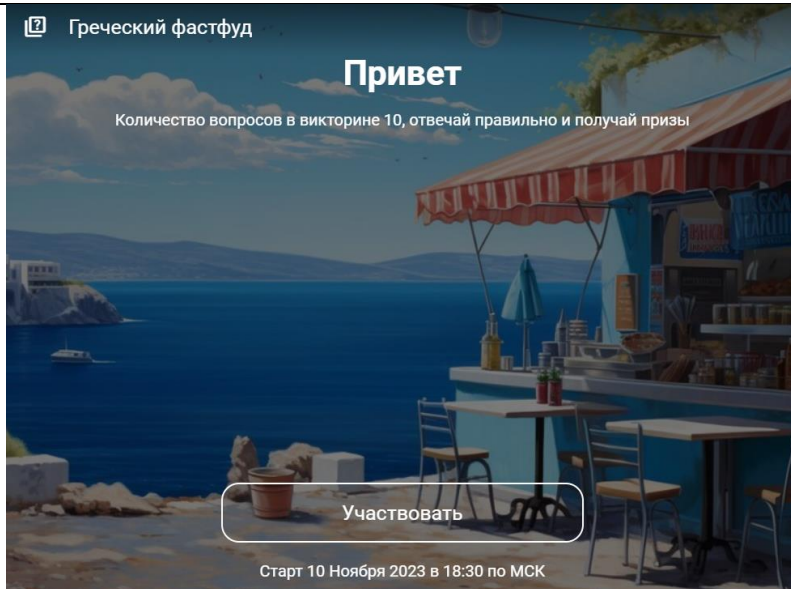 Греческий фастфуд
Привет
Количество вопросов в викторине 10, отвечай правильно и получай призы
Участвовать
Старт 10 Ноября 2023 в 18:30 по МСК